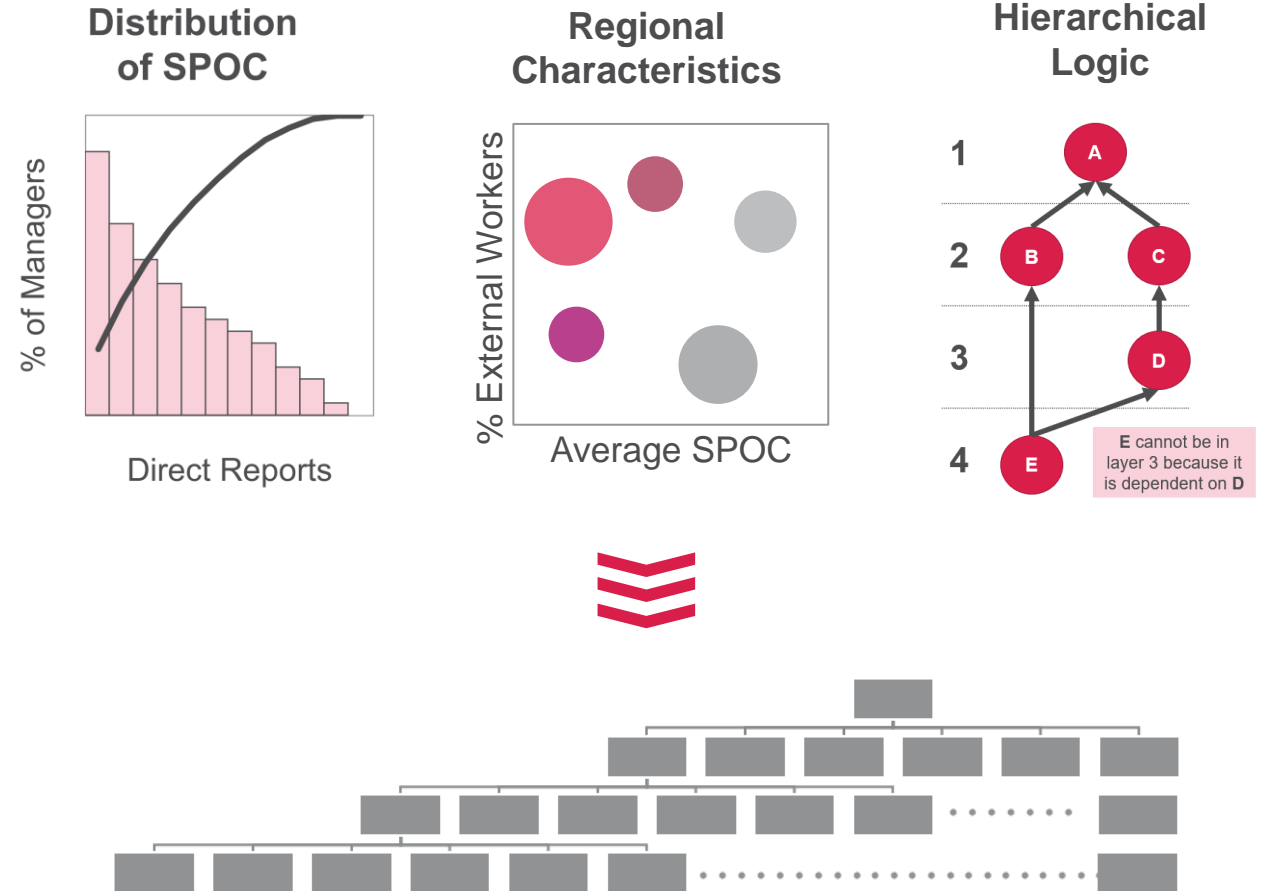 Distribution
of SPOC
% of Managers
Direct Reports
Regional
Characteristics
% External Workers
Average SPOC
Hierarchical
Logic
1
A
2
B
C
3
D
4
E
E cannot be in
layer 3 because it
is dependent on D